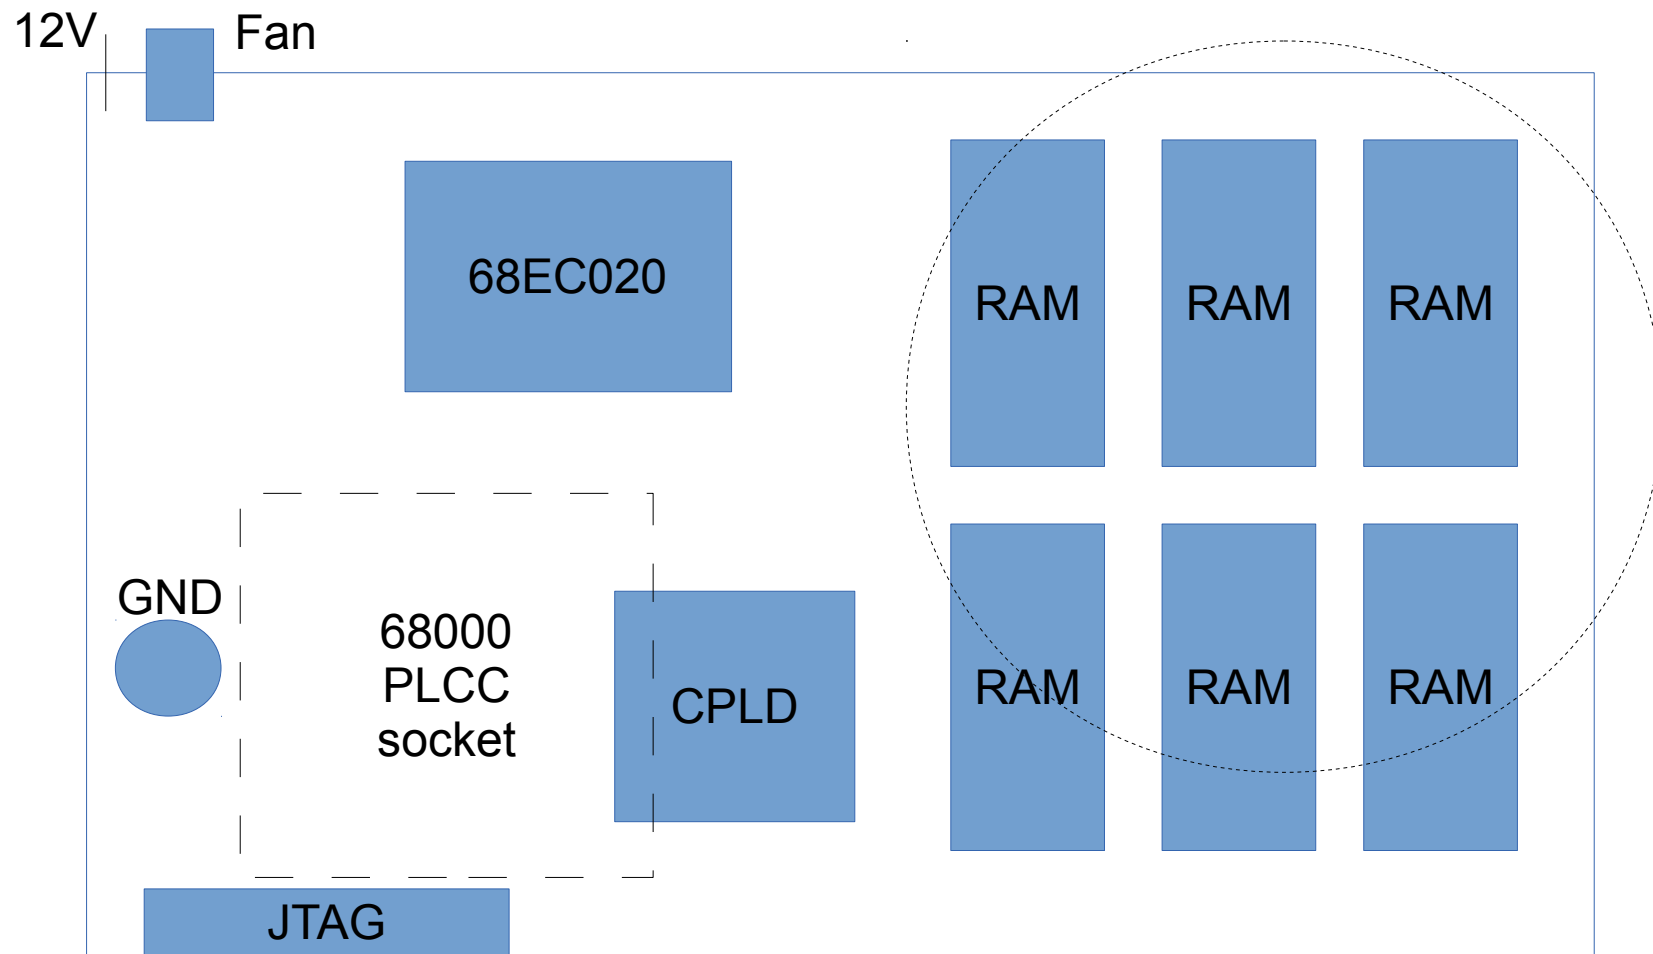 12V
Fan
68EC020
RAM
RAM
RAM
GND
68000
PLCC
socket
CPLD
RAM
RAM
RAM
JTAG